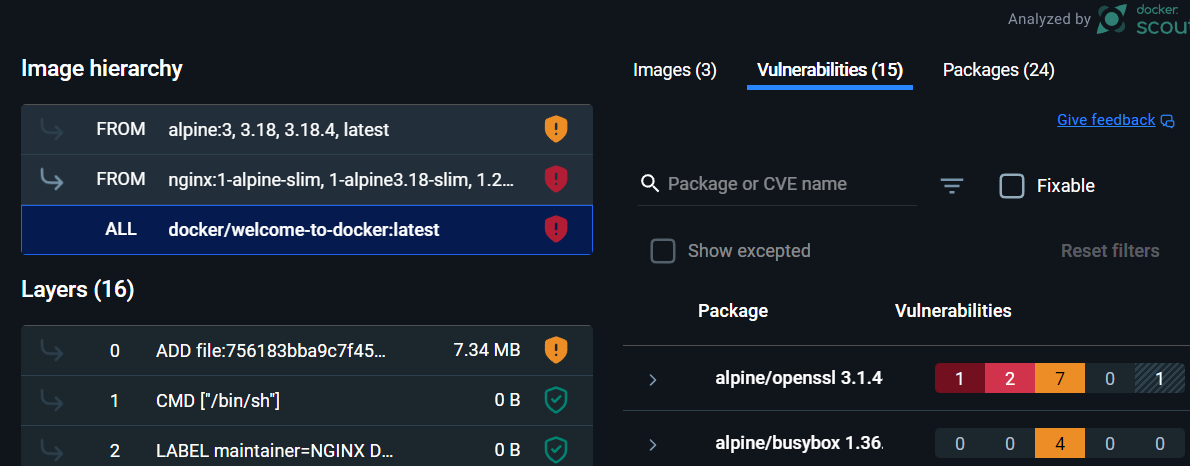 Analyzed by docker
scou
Image hierarchy
Images (3) Vulnerabilities (15) Packages (24)
Give feedback
FROM alpine:3, 3.18, 3.18.4, latest
FROM nginx:1-alpine-slim, 1-alpine3.18-slim, 1.2...
ALL docker/welcome-to-docker:latest
Package or CVE name
Fixable
Show excepted
Reset filters
Layers (16)
Package Vulnerabilities
0 ADD file:756183bba9c7f45... 7.34 MB
1 CMD ["/bin/sh"] 0 B
2 LABEL maintainer=NGINX D... 0 B
alpine/openssl 3.1.4 1 2 7 0 1
alpine/busybox 1.36. 0 0 4 0 0